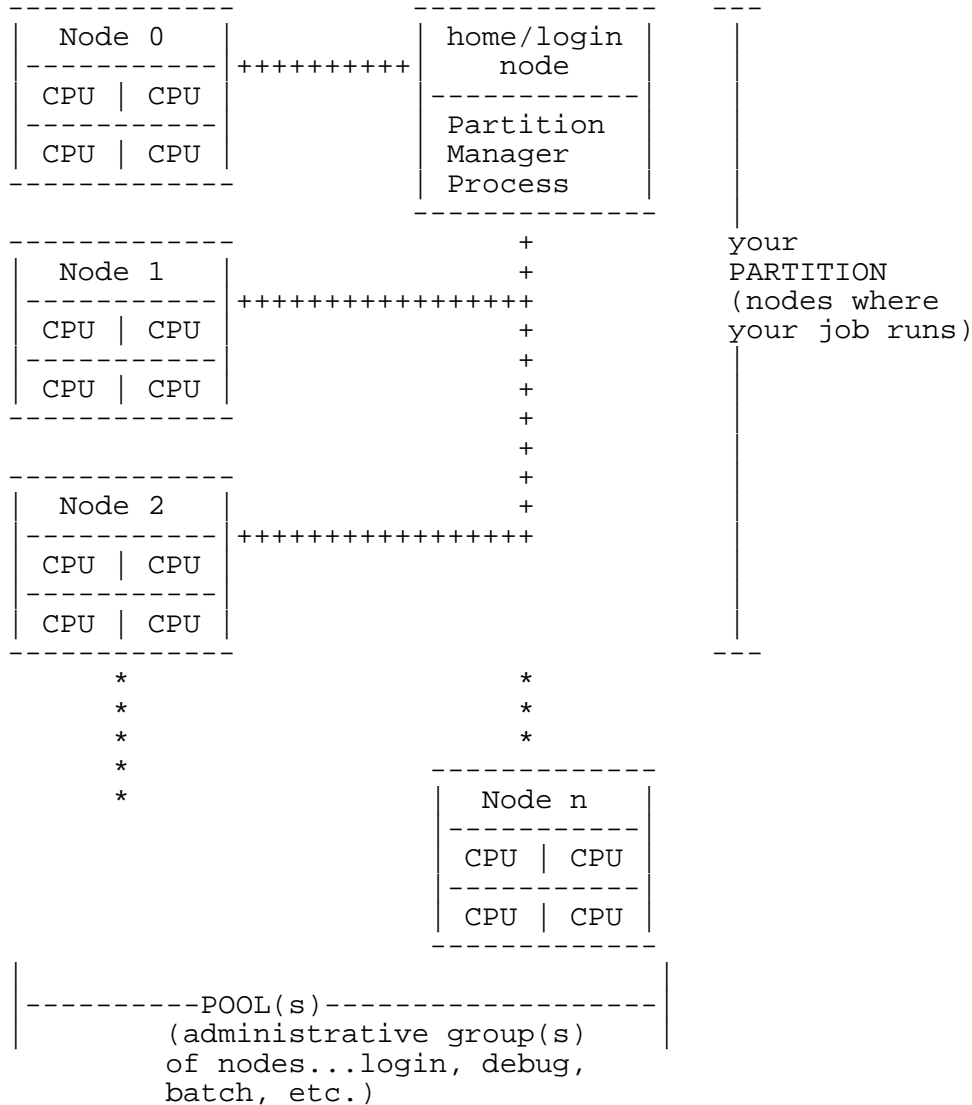 Node 0
CPU | CPU
CPU | CPU
home/login
node
Partition
Manager
Process
Node 1
CPU | CPU
CPU | CPU
your
PARTITION
(nodes where
your job runs)
Node 2
CPU | CPU
CPU | CPU
Node n
CPU | CPU
CPU | CPU
POOL(s)
(administrative group(s)
of nodes...login, debug,
batch, etc.)